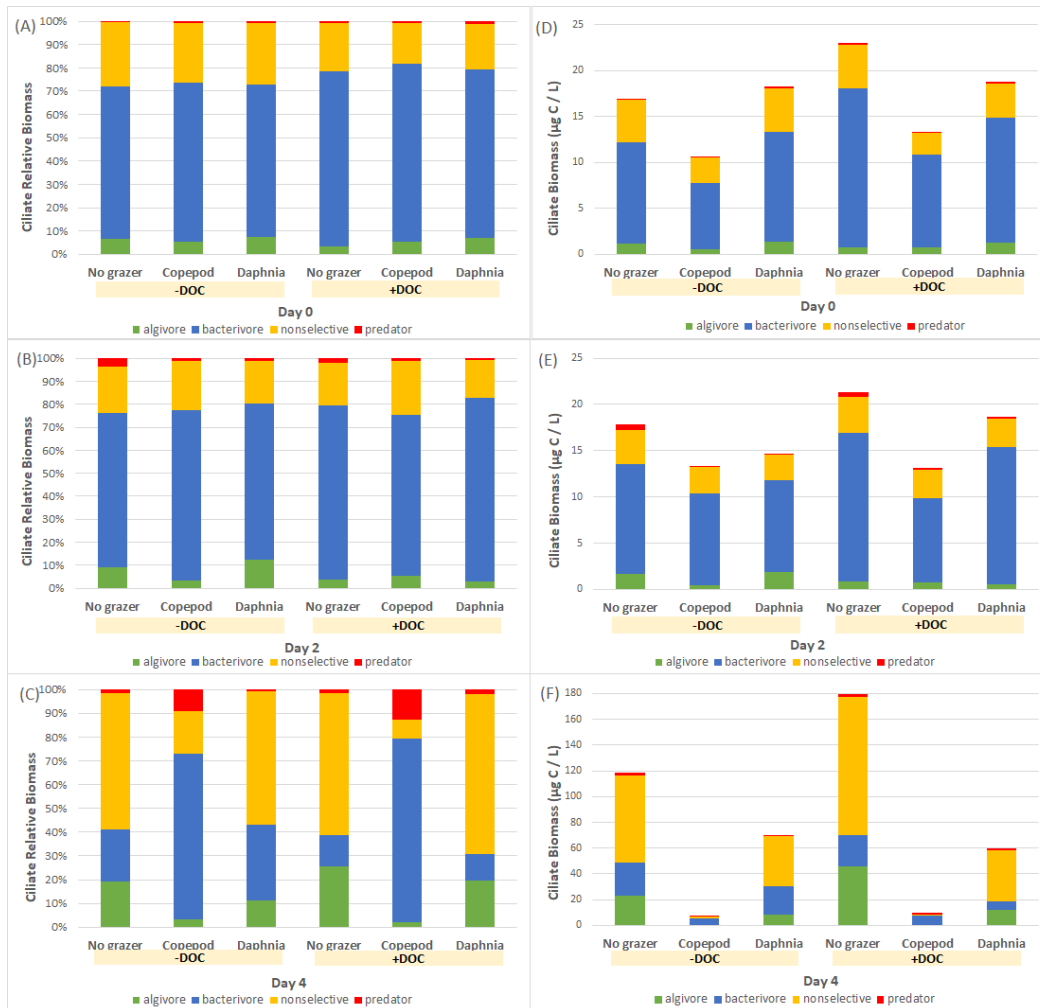 (A)
Ciliate Relative Biomass
100%
90%
80%
70%
60%
50%
40%
30%
20%
10%
0%
No grazer Copepod Daphnia No grazer Copepod Daphnia
-DOC +DOC
Day 0
algivore bacterivore nonselective predator
(D)
Ciliate Biomass (µg C / L)
25
20
15
10
5
0
No grazer Copepod Daphnia No grazer Copepod Daphnia
-DOC +DOC
Day 0
algivore bacterivore nonselective predator
(B)
Ciliate Relative Biomass
100%
90%
80%
70%
60%
50%
40%
30%
20%
10%
0%
No grazer Copepod Daphnia No grazer Copepod Daphnia
-DOC +DOC
Day 2
algivore bacterivore nonselective predator
(E)
Ciliate Biomass (µg C / L)
25
20
15
10
5
0
No grazer Copepod Daphnia No grazer Copepod Daphnia
-DOC +DOC
Day 2
algivore bacterivore nonselective predator
(C)
Ciliate Relative Biomass
100%
90%
80%
70%
60%
50%
40%
30%
20%
10%
0%
No grazer Copepod Daphnia No grazer Copepod Daphnia
-DOC +DOC
Day 4
algivore bacterivore nonselective predator
(F)
Ciliate Biomass (µg C / L)
180
160
140
120
100
80
60
40
20
0
No grazer Copepod Daphnia No grazer Copepod Daphnia
-DOC +DOC
Day 4
algivore bacterivore nonselective predator